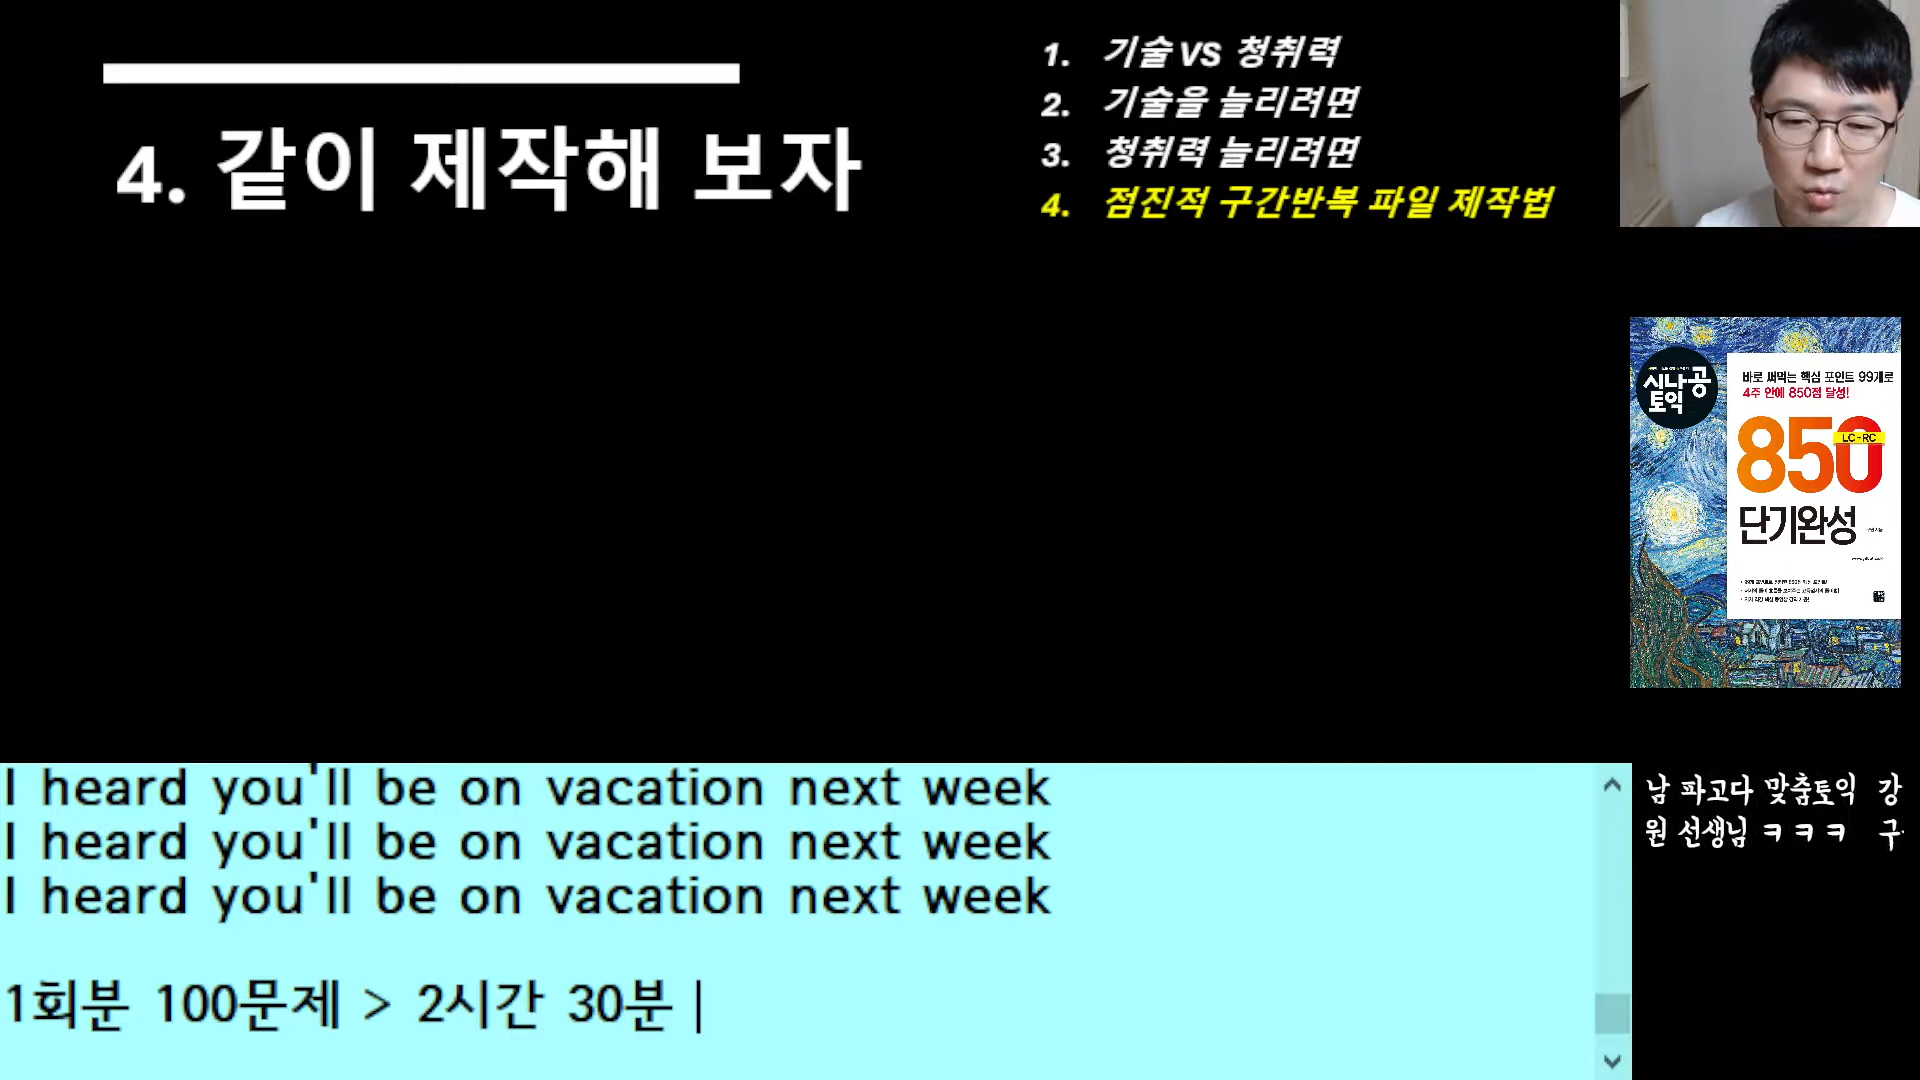 4. 같이 제작해 보자
1. 기술 VS 청취력
2. 기술을 늘리려면
3. 청취력 늘리려면
4. 점진적 구간반복 파일 제작법
시나공
토익
바로 써먹는 핵심 포인트 99개로
4주 안에 850점 달성!
850
LC+RC
단기완성
I heard you'll be on vacation next week
I heard you'll be on vacation next week
I heard you'll be on vacation next week
1회분 100문제 > 2시간 30분
남 파고다 맞춤토익 강
원 선생님 ㅋㅋㅋ 구